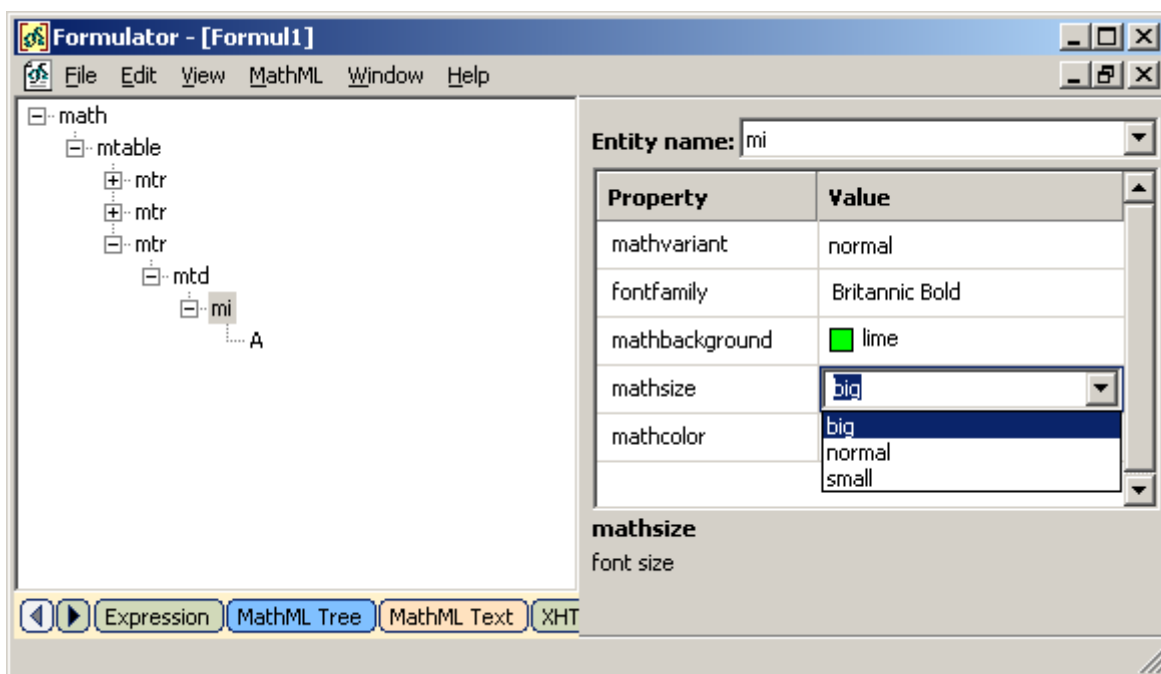 Formulator - [Formul1]
File Edit View MathML Window Help
math
mtable
mtr
mtr
mtr
mtd
mi
A
Entity name: mi
Property Value
mathvariant normal
fontfamily Britannic Bold
mathbackground lime
mathsize big
mathcolor
big
normal
small
mathsize
font size
Expression MathML Tree MathML Text XHT